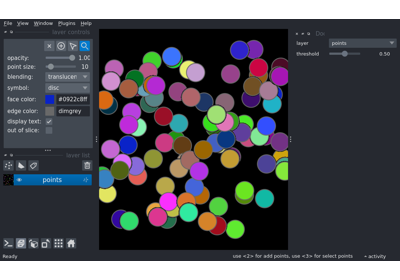 File View Window Plugins Help
layer controls
opacity: 1.00
point size: 10
blending: translucen
symbol: disc
face color: #0922c8ff
edge color: dimgrey
display text:
out of slice:
layer list
points
layer points
threshold 0.50
Ready
use <2> for add points, use <3> for select points
activity